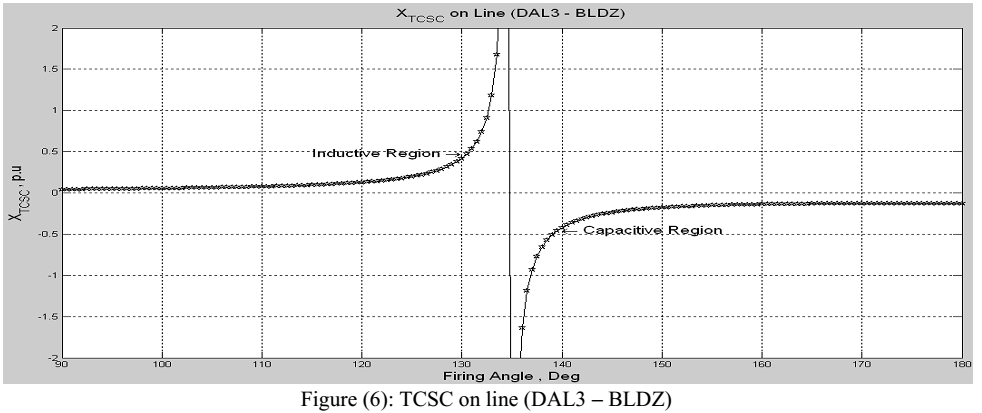 X_TCSC on Line (DAL3 - BLDZ)
2
1.5
1
0.5
0
-0.5
-1
-1.5
-2
X_TCSC , p.u
Inductive Region
Capacitive Region
90 100 110 120 130 140 150 160 170 180
Firing Angle , Deg
Figure (6): TCSC on line (DAL3 – BLDZ)